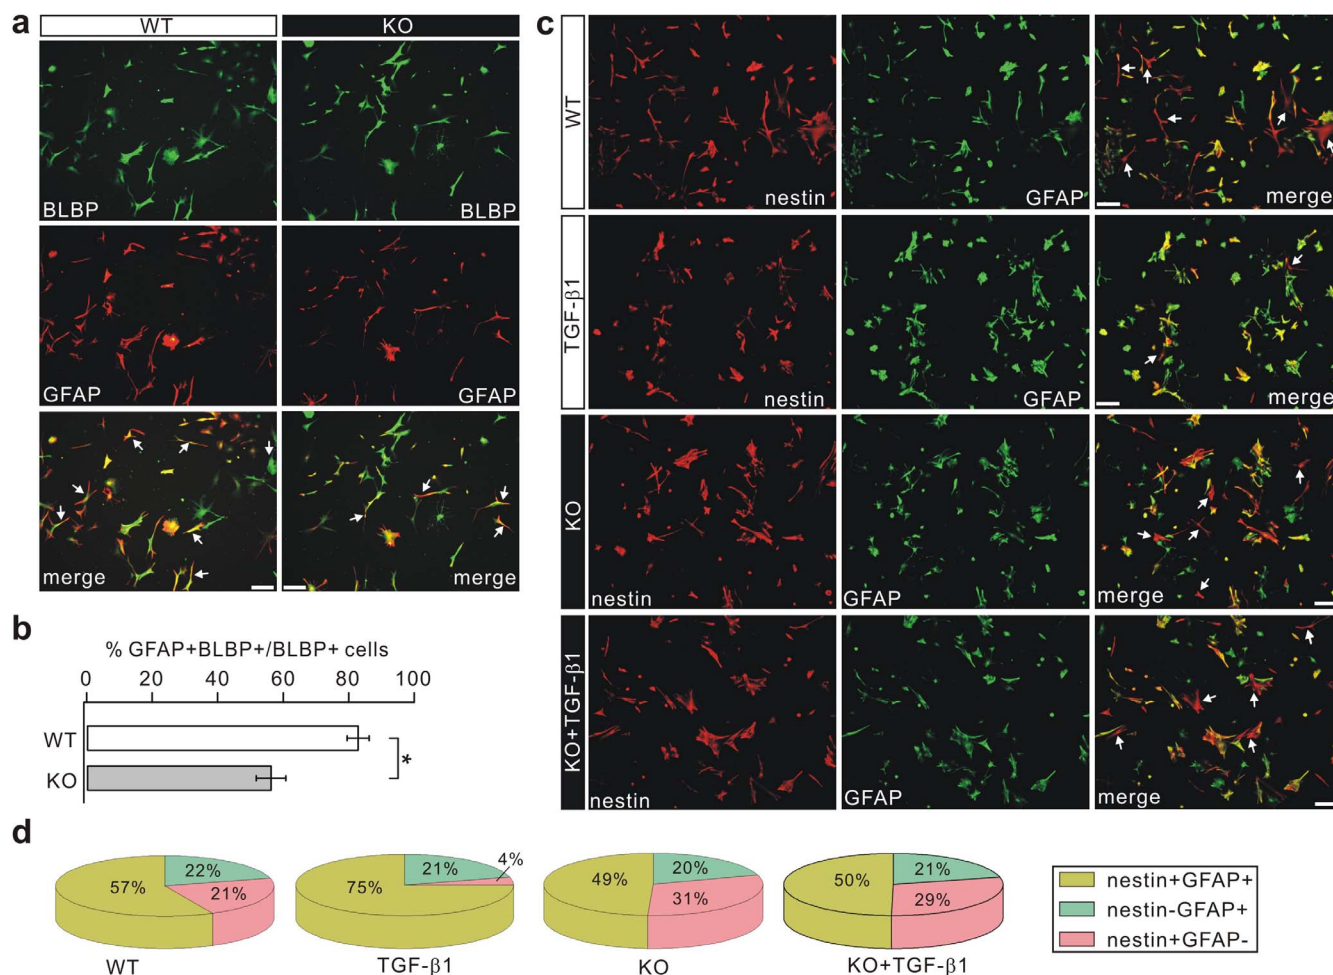 a
WT
KO
BLBP
BLBP
GFAP
GFAP
merge
merge
b
% GFAP+BLBP+/BLBP+ cells
0 20 40 60 80 100
WT
KO
*
c
WT
nestin
GFAP
merge
TGF-β1
nestin
GFAP
merge
KO
nestin
GFAP
merge
KO+TGF-β1
nestin
GFAP
merge
d
57%
22%
21%
WT
75%
21%
4%
TGF-β1
49%
20%
31%
KO
50%
21%
29%
KO+TGF-β1
nestin+GFAP+
nestin-GFAP+
nestin+GFAP-